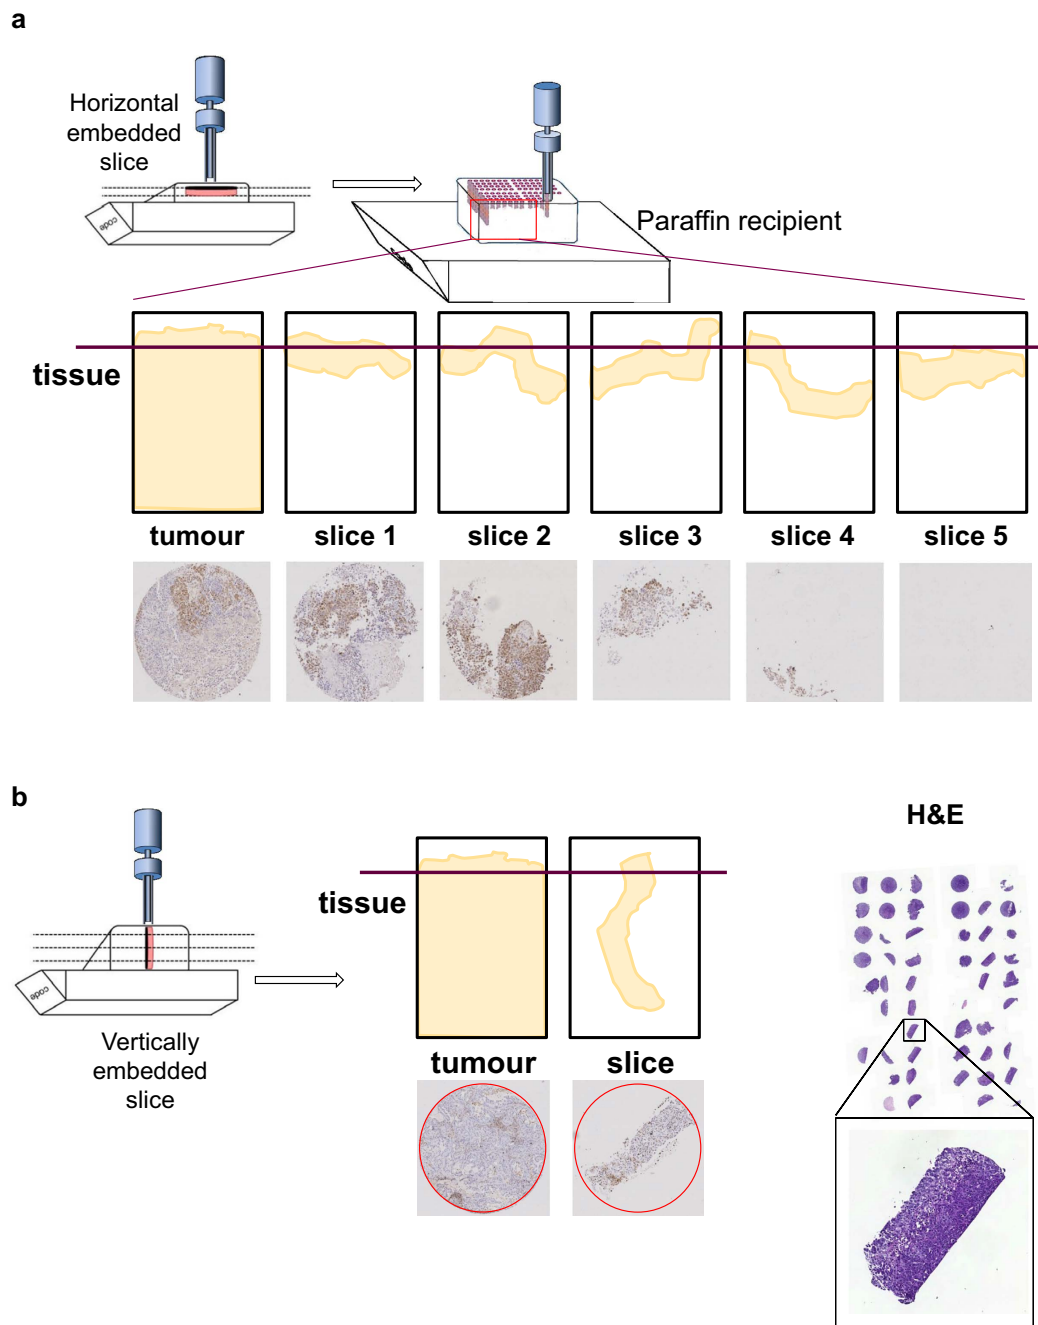 a
Horizontal
embedded
slice
code
Paraffin recipient
tissue
tumour
slice 1
slice 2
slice 3
slice 4
slice 5
b
H&E
tissue
code
Vertically
embedded
slice
tumour
slice